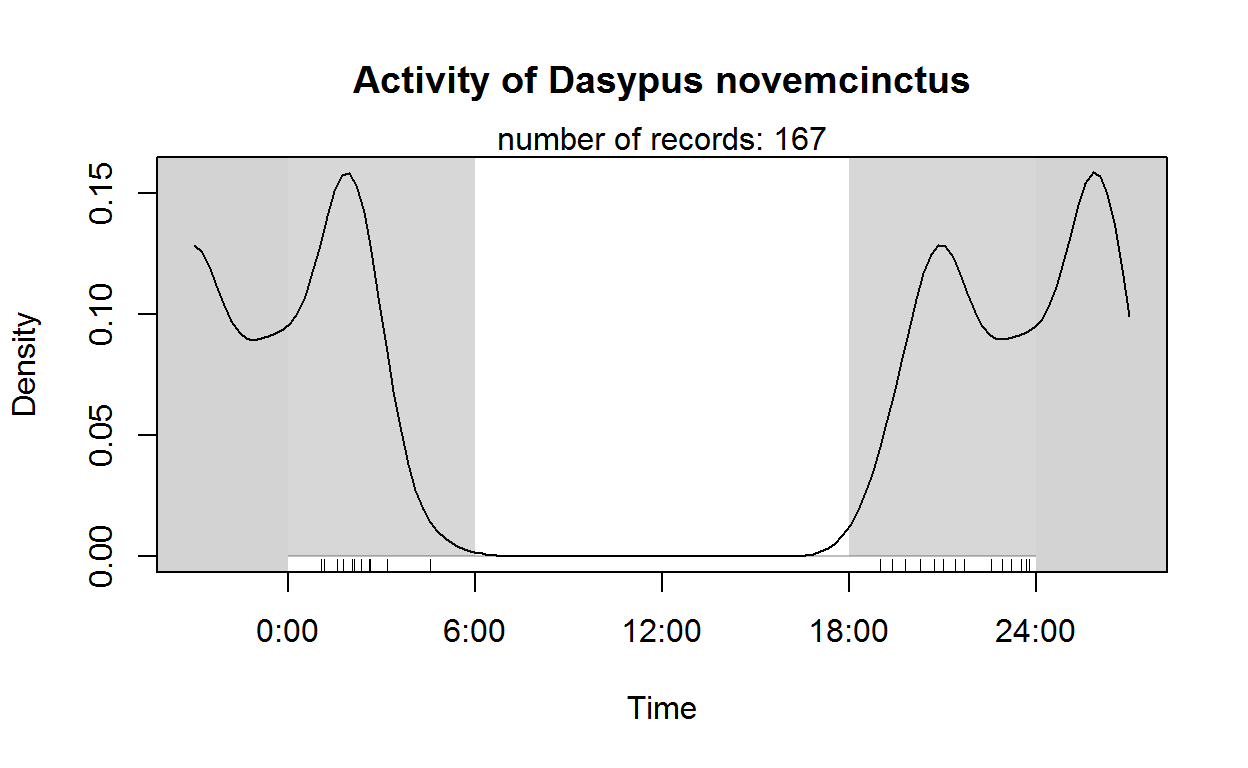 Activity of Dasypus novemcinctus
number of records: 167
Density
0.15
0.10
0.05
0.00
0:00 6:00 12:00 18:00 24:00
Time